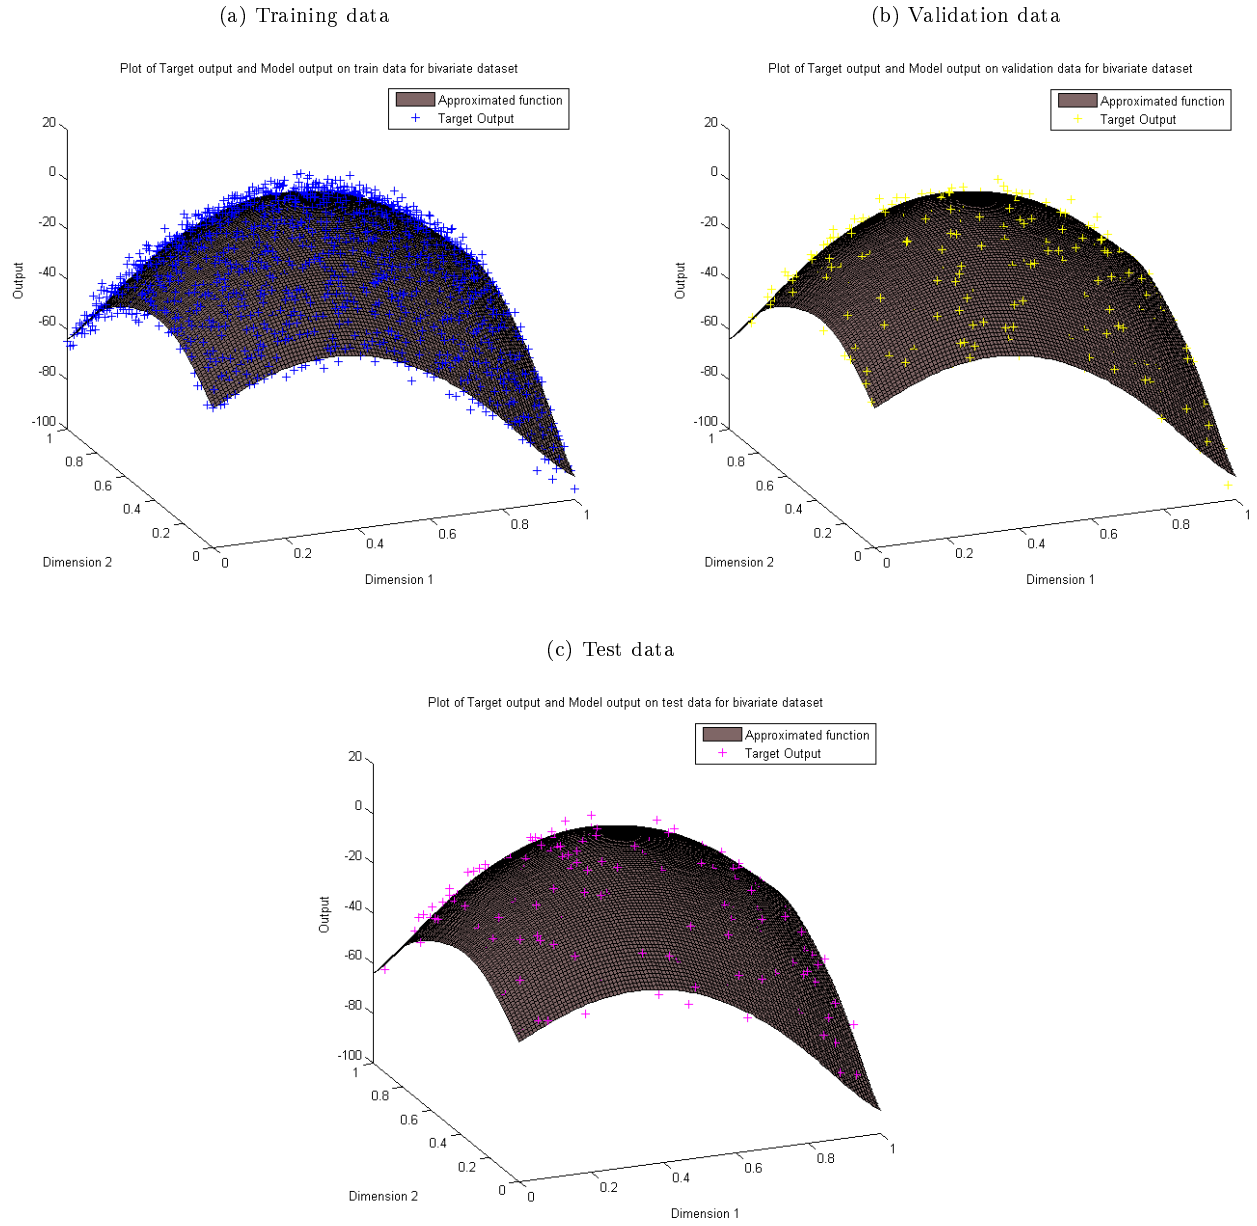 (a) Training data
Plot of Target output and Model output on train data for bivariate dataset
Approximated function
Target Output
20
0
-20
-40
-60
-80
-100
Output
1
0.8
0.6
0.4
0.2
0
Dimension 2
0
0.2
0.4
0.6
0.8
1
Dimension 1
(b) Validation data
Plot of Target output and Model output on validation data for bivariate dataset
Approximated function
Target Output
20
0
-20
-40
-60
-80
-100
Output
1
0.8
0.6
0.4
0.2
0
Dimension 2
0
0.2
0.4
0.6
0.8
1
Dimension 1
(c) Test data
Plot of Target output and Model output on test data for bivariate dataset
Approximated function
Target Output
20
0
-20
-40
-60
-80
-100
Output
1
0.8
0.6
0.4
0.2
0
Dimension 2
0
0.2
0.4
0.6
0.8
1
Dimension 1